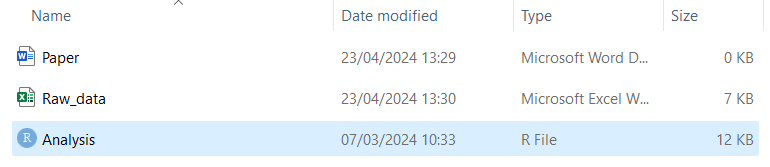 Name Date modified Type Size
Paper 23/04/2024 13:29 Microsoft Word D... 0 KB
Raw_data 23/04/2024 13:30 Microsoft Excel W... 7 KB
R Analysis 07/03/2024 10:33 R File 12 KB